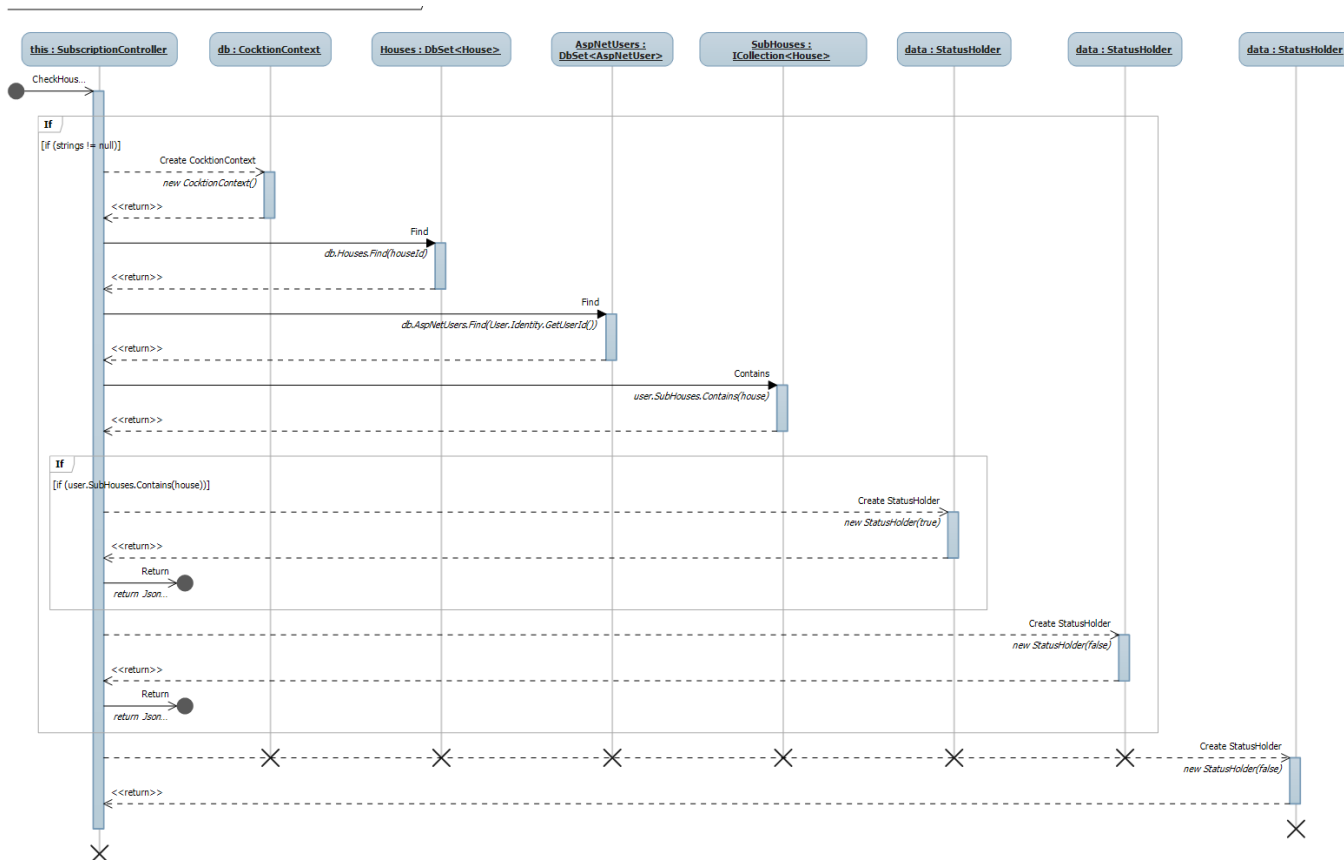 this : SubscriptionController
db : CocktionContext
Houses : DbSet<House>
AspNetUsers :
DbSet<AspNetUser>
SubHouses :
ICollection<House>
data : StatusHolder
data : StatusHolder
data : StatusHolder
CheckHous...
If
[if (strings != null)]
Create CocktionContext
new CocktionContext()
<<return>>
Find
db.Houses.Find(houseId)
<<return>>
Find
db.AspNetUsers.Find(User.Identity.GetUserId())
<<return>>
Contains
user.SubHouses.Contains(house)
<<return>>
If
[if (user.SubHouses.Contains(house))]
Create StatusHolder
new StatusHolder(true)
<<return>>
Return
return Json...
Create StatusHolder
new StatusHolder(false)
<<return>>
Return
return Json...
Create StatusHolder
new StatusHolder(false)
<<return>>